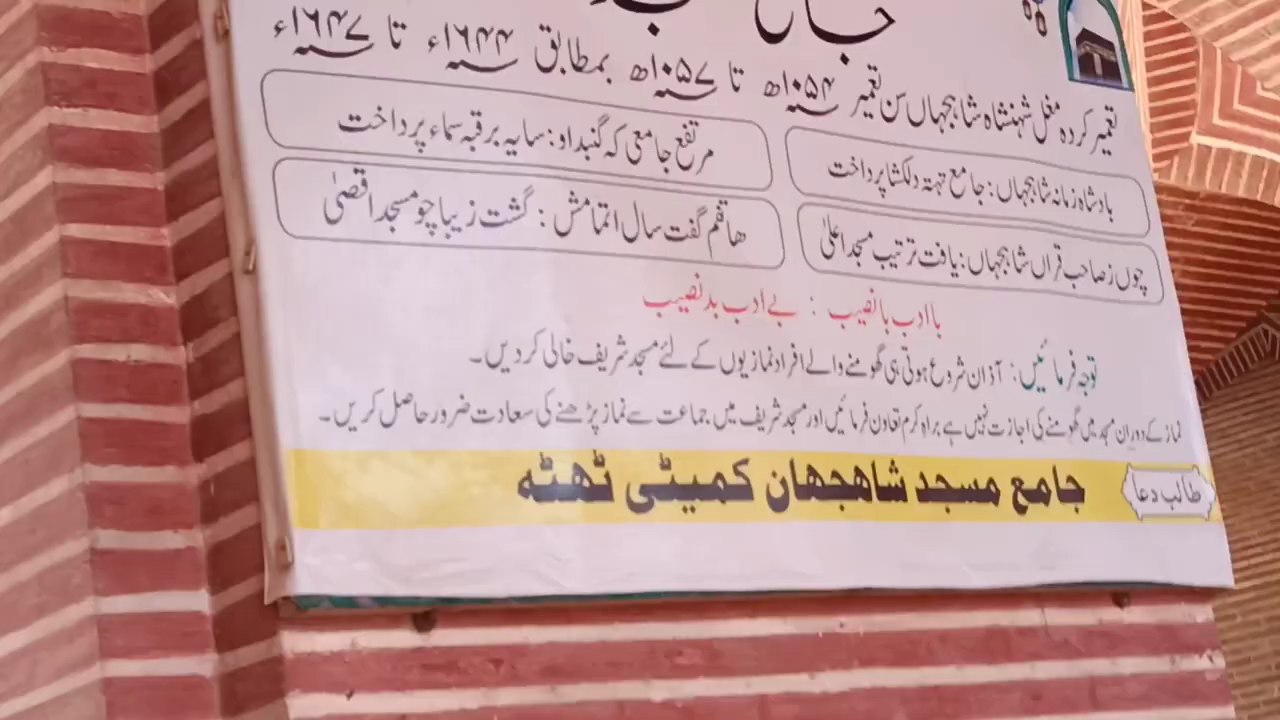 جامع مسجد
تعمیر کردہ مغل شہنشاہ شاہجہاں سن تعمیر ۱۰۵۴ھ تا ۱۰۵۷ھ بمطابق ۱۶۴۴ء تا ۱۶۴۷ء
بادشاہ زمانہ شاہجہاں : جامع تہتہ دلکشا پرداخت
مرتفع جامعی کہ گنبد او : سایہ بر قبہ سماء پرداخت
چوں ز صاحب قراں شاہجہاں : یافت ترتیب مسجد اعلیٰ
ھاتفم گفت سال اتمامش : گشت زیبا چو مسجد اقصیٰ
باادب بانصیب : بے ادب بدنصیب
توجہ فرمائیں : آذان شروع ہوتی ہی گھومنے والے افراد نمازیوں کے لئے مسجد شریف خالی کردیں۔
نماز کے دوران مسجد میں گھومنے کی اجازت نہیں ہے براہ کرم تعاون فرمائیں اور مسجد شریف میں جماعت سے نماز پڑھنے کی سعادت ضرور حاصل کریں۔
طالب دعا جامع مسجد شاهجهان کمیٹی ٹھٹہ